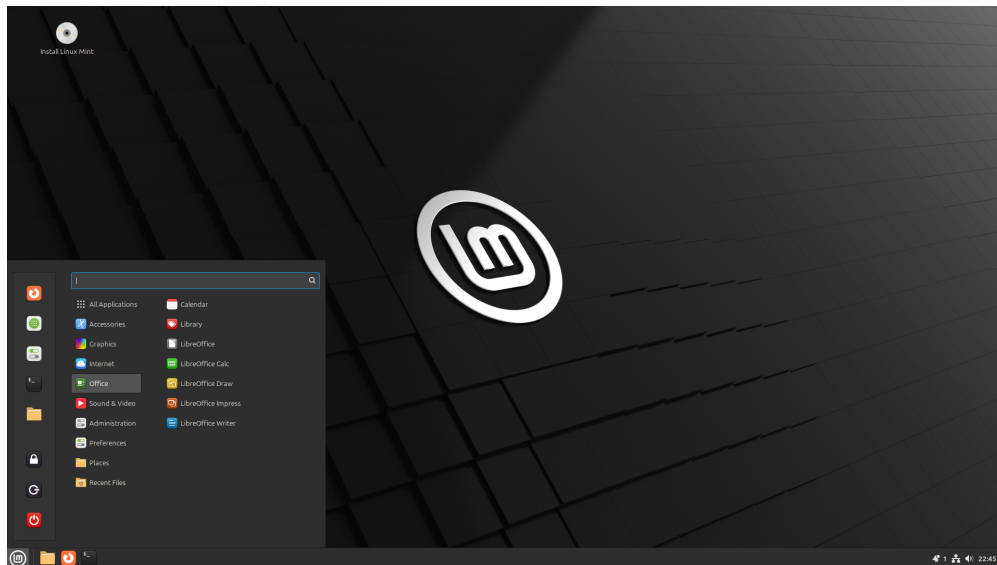 Install Linux Mint
All Applications
Accessories
Graphics
Internet
Office
Sound & Video
Administration
Preferences
Places
Recent Files
Calendar
Library
LibreOffice
LibreOffice Calc
LibreOffice Draw
LibreOffice Impress
LibreOffice Writer
1 22:45